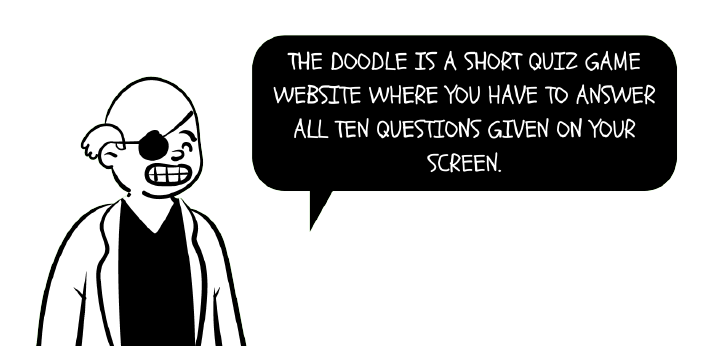 THE DOODLE IS A SHORT QUIZ GAME
WEBSITE WHERE YOU HAVE TO ANSWER
ALL TEN QUESTIONS GIVEN ON YOUR
SCREEN.